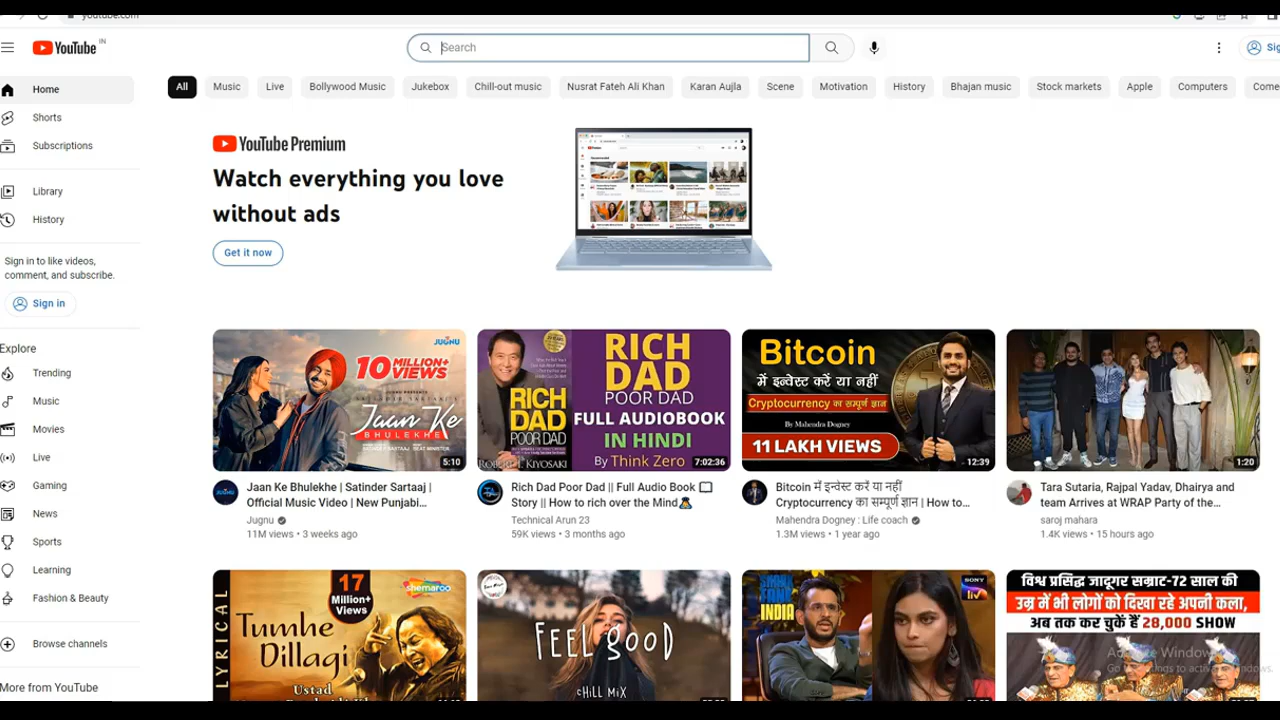 youtube.com
YouTube IN
Search
Sig
Home
Shorts
Subscriptions
Library
History
Sign in to like videos,
comment, and subscribe.
Sign in
Explore
Trending
Music
Movies
Live
Gaming
News
Sports
Learning
Fashion & Beauty
Browse channels
More from YouTube
All
Music
Live
Bollywood Music
Jukebox
Chill-out music
Nusrat Fateh Ali Khan
Karan Aujla
Scene
Motivation
History
Bhajan music
Stock markets
Apple
Computers
Come
YouTube Premium
Watch everything you love
without ads
Get it now
JUGNU
10 MILLION+
VIEWS
Jaan Ke
BHULEKHE
5:10
Jaan Ke Bhulekhe | Satinder Sartaaj |
Official Music Video | New Punjabi...
Jugnu
11M views • 3 weeks ago
RICH
DAD
POOR DAD
ROBERT T. KIYOSAKI
RICH
DAD
POOR DAD
FULL AUDIOBOOK
IN HINDI
By Think Zero
7:02:36
Rich Dad Poor Dad || Full Audio Book
Story || How to rich over the Mind
Technical Arun 23
59K views • 3 months ago
Bitcoin
में इन्वेस्ट करें या नहीं
Cryptocurrency का सम्पूर्ण ज्ञान
By Mahendra Dogney
11 LAKH VIEWS
12:39
Bitcoin में इन्वेस्ट करें या नहीं
Cryptocurrency का सम्पूर्ण ज्ञान | How to...
Mahendra Dogney : Life coach
1.3M views • 1 year ago
1:20
Tara Sutaria, Rajpal Yadav, Dhairya and
team Arrives at WRAP Party of the...
saroj mahara
1.4K views • 15 hours ago
LYRICAL
17
Million+
Views
shemaroo
Tumhe
Dillagi
Ustad
FEEL GOOD
CHILL MIX
INDIA
SONY
liv
विश्व प्रसिद्ध जादूगर सम्राट-72 साल की
उम्र में भी लोगों को दिखा रहे अपनी कला,
अब तक कर चुकें हैं 28,000 SHOW
Activate Windows
Go to Settings to activate Windows.